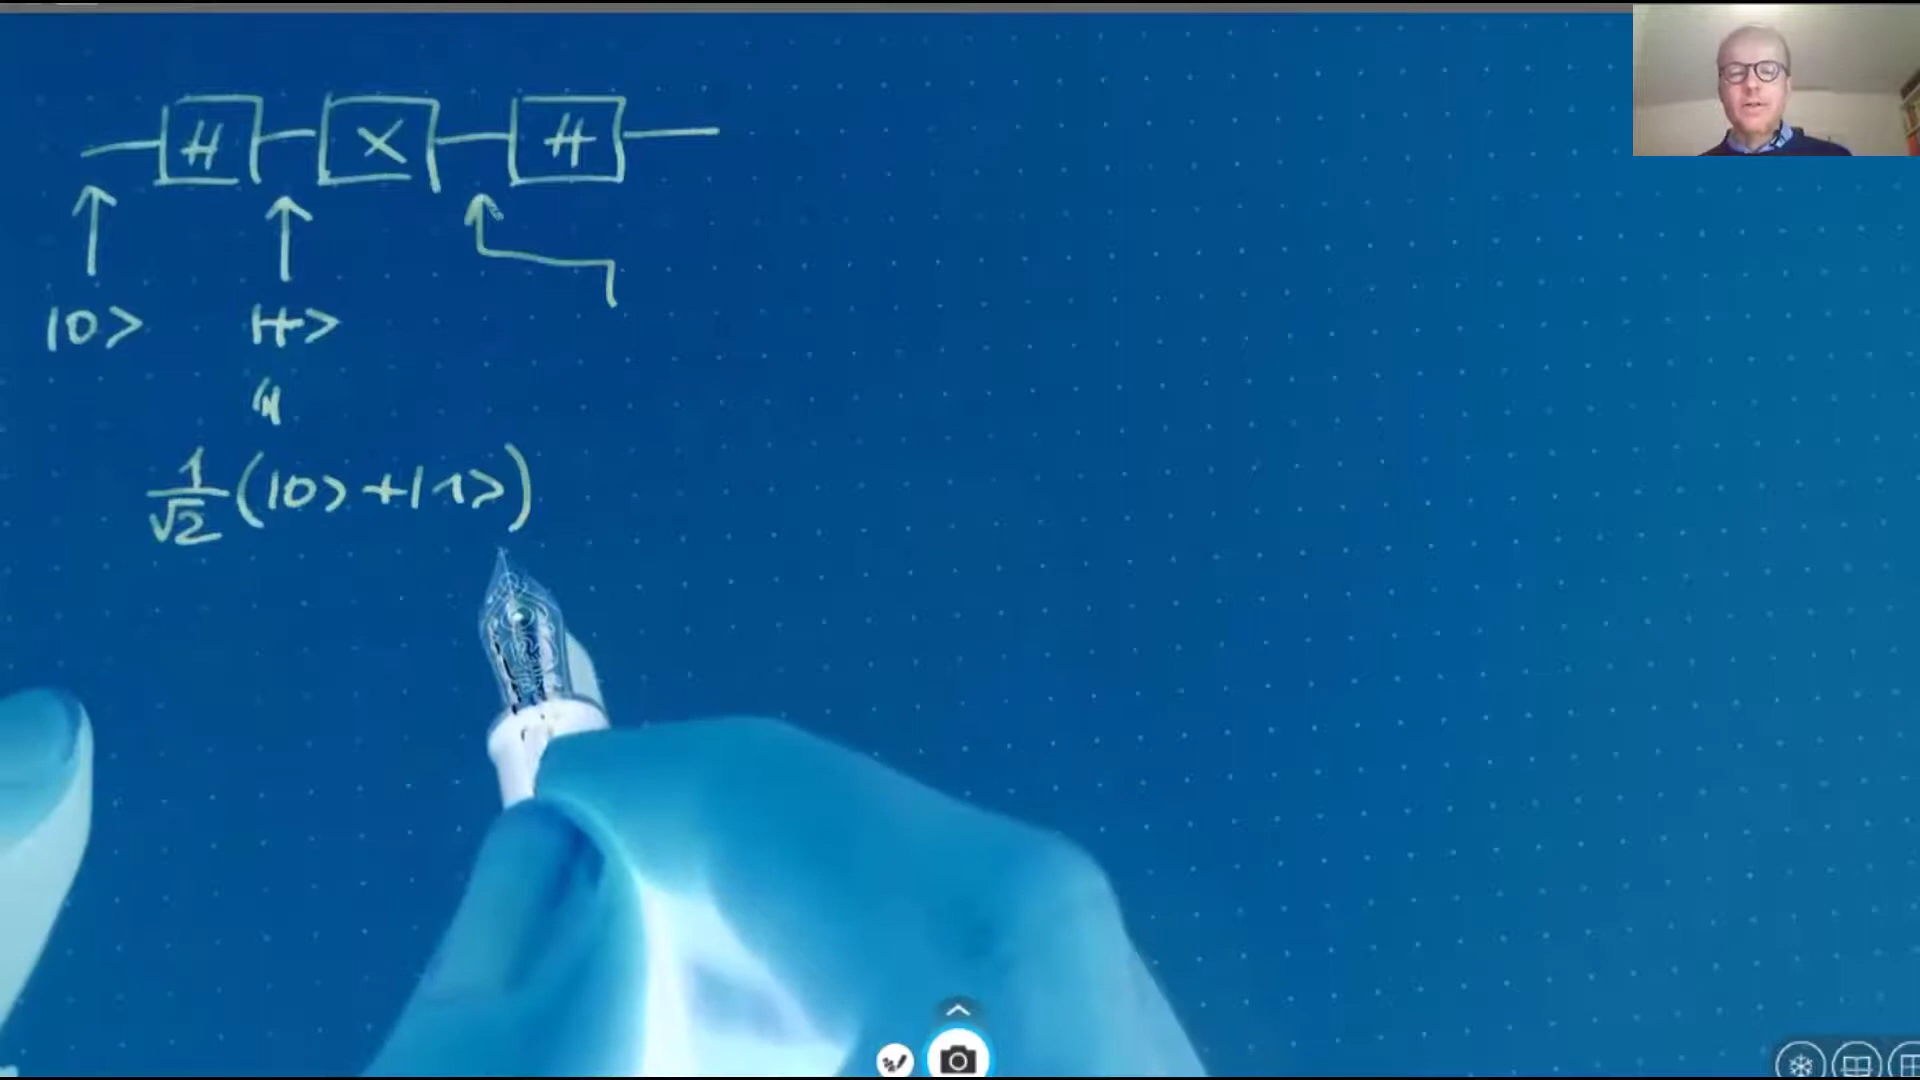 H X H
|0> |+>
"
1/√2 (|0> + |1>)